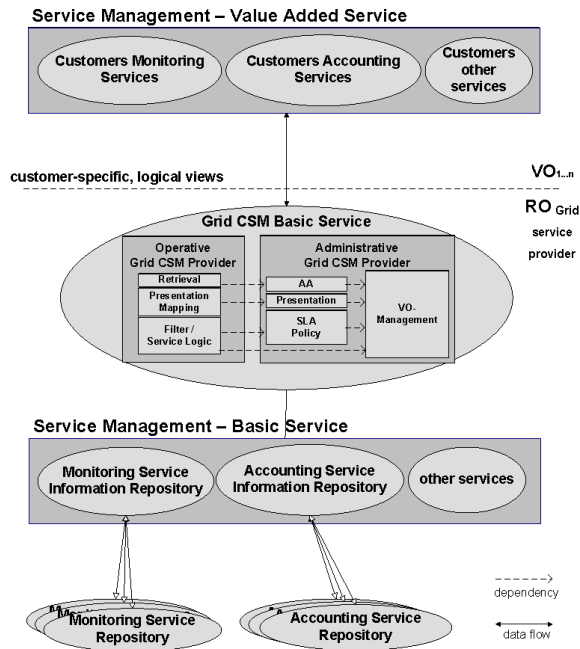 Service Management – Value Added Service
Customers Monitoring
Services
Customers Accounting
Services
Customers
other
services
customer-specific, logical views
VO1...n
RO Grid
service
provider
Grid CSM Basic Service
Operative
Grid CSM Provider
Administrative
Grid CSM Provider
Retrieval
Presentation
Mapping
Filter /
Service Logic
AA
Presentation
SLA
Policy
VO-
Management
Service Management – Basic Service
Monitoring Service
Information Repository
Accounting Service
Information Repository
other services
Monitoring Service
Repository
Accounting Service
Repository
dependency
data flow